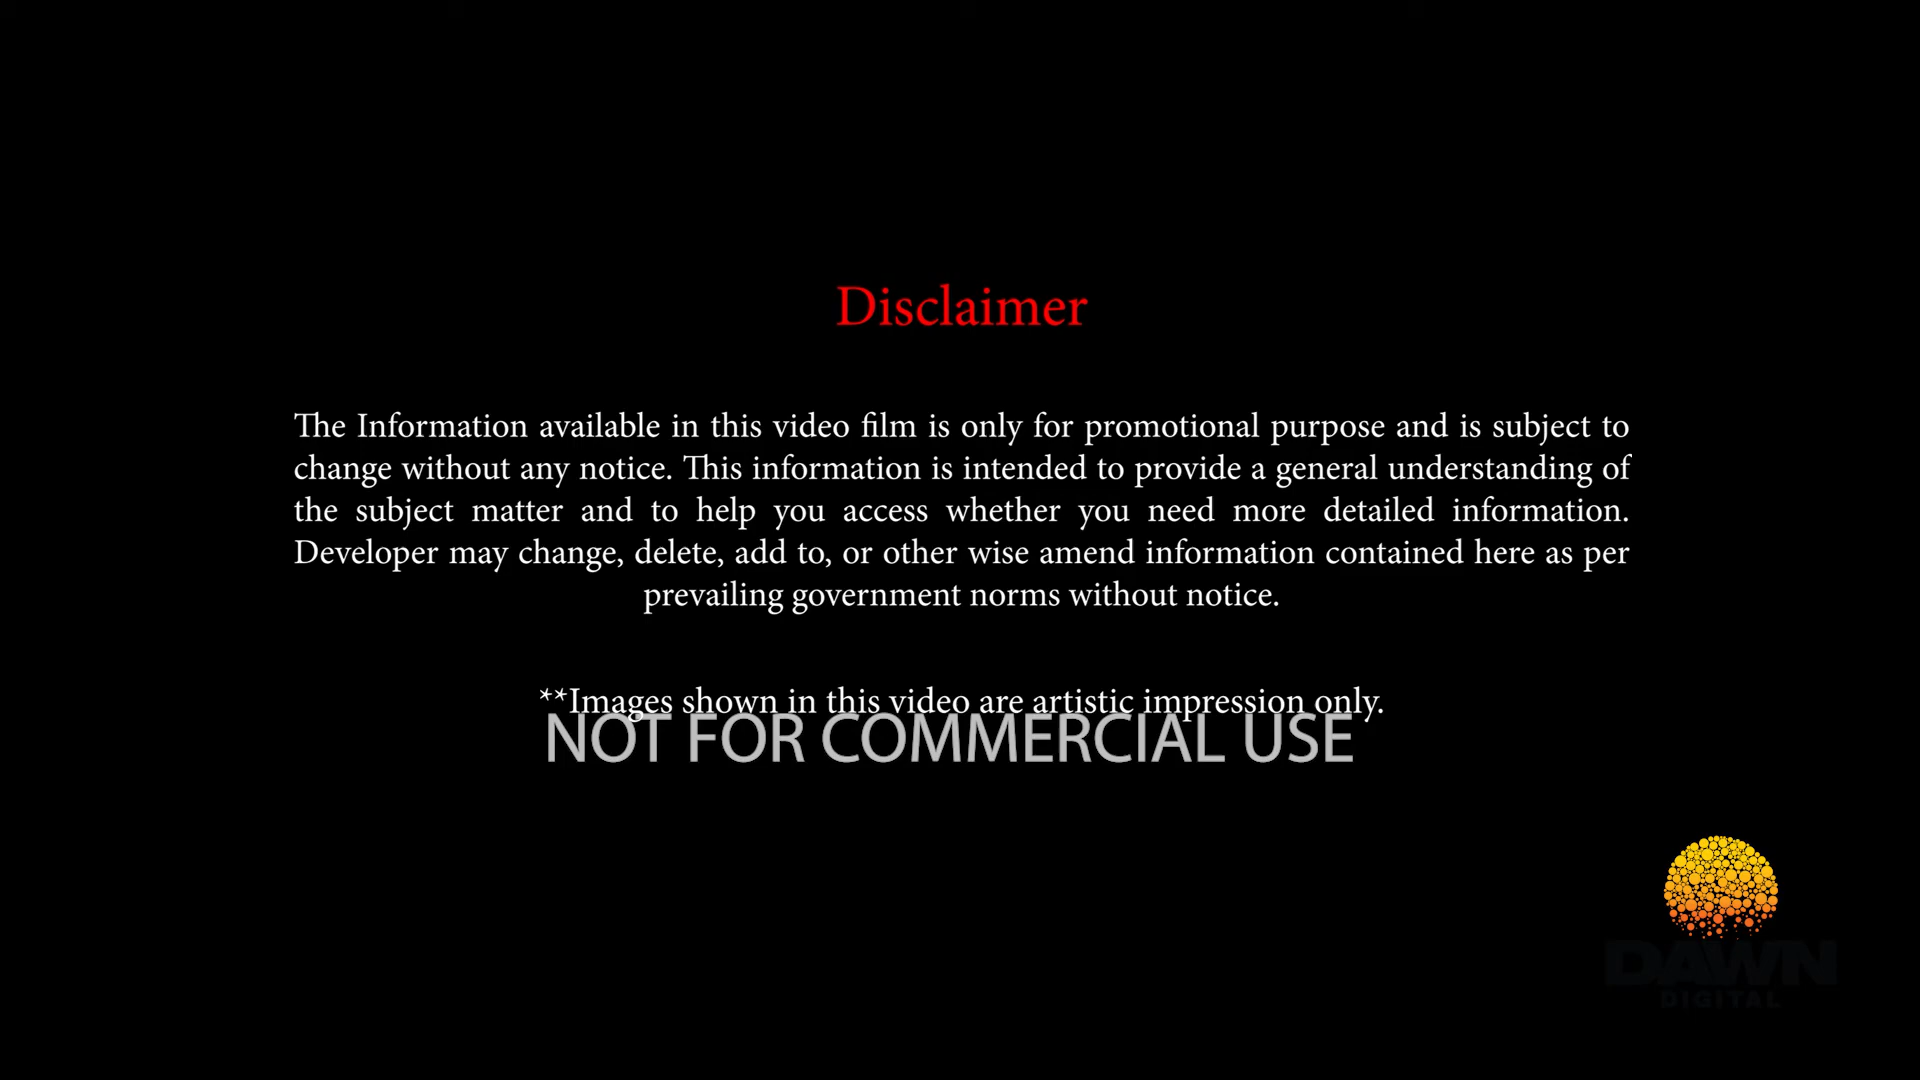 Disclaimer
The Information available in this video film is only for promotional purpose and is subject to
change without any notice. This information is intended to provide a general understanding of
the subject matter and to help you access whether you need more detailed information.
Developer may change, delete, add to, or other wise amend information contained here as per
prevailing government norms without notice.
**Images shown in this video are artistic impression only.
NOT FOR COMMERCIAL USE
DAWN
DIGITAL